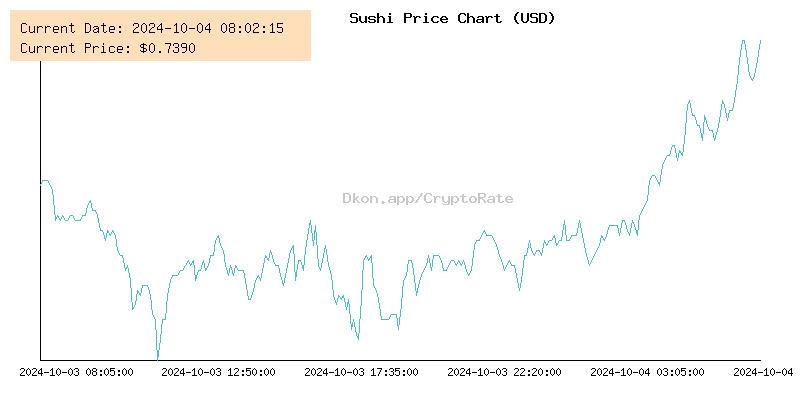 Sushi Price Chart (USD)
Current Date: 2024-10-04 08:02:15
Current Price: $0.7390
Dkon.app/CryptoRate
2024-10-03 08:05:00 2024-10-03 12:50:00 2024-10-03 17:35:00 2024-10-03 22:20:00 2024-10-04 03:05:00 2024-10-04